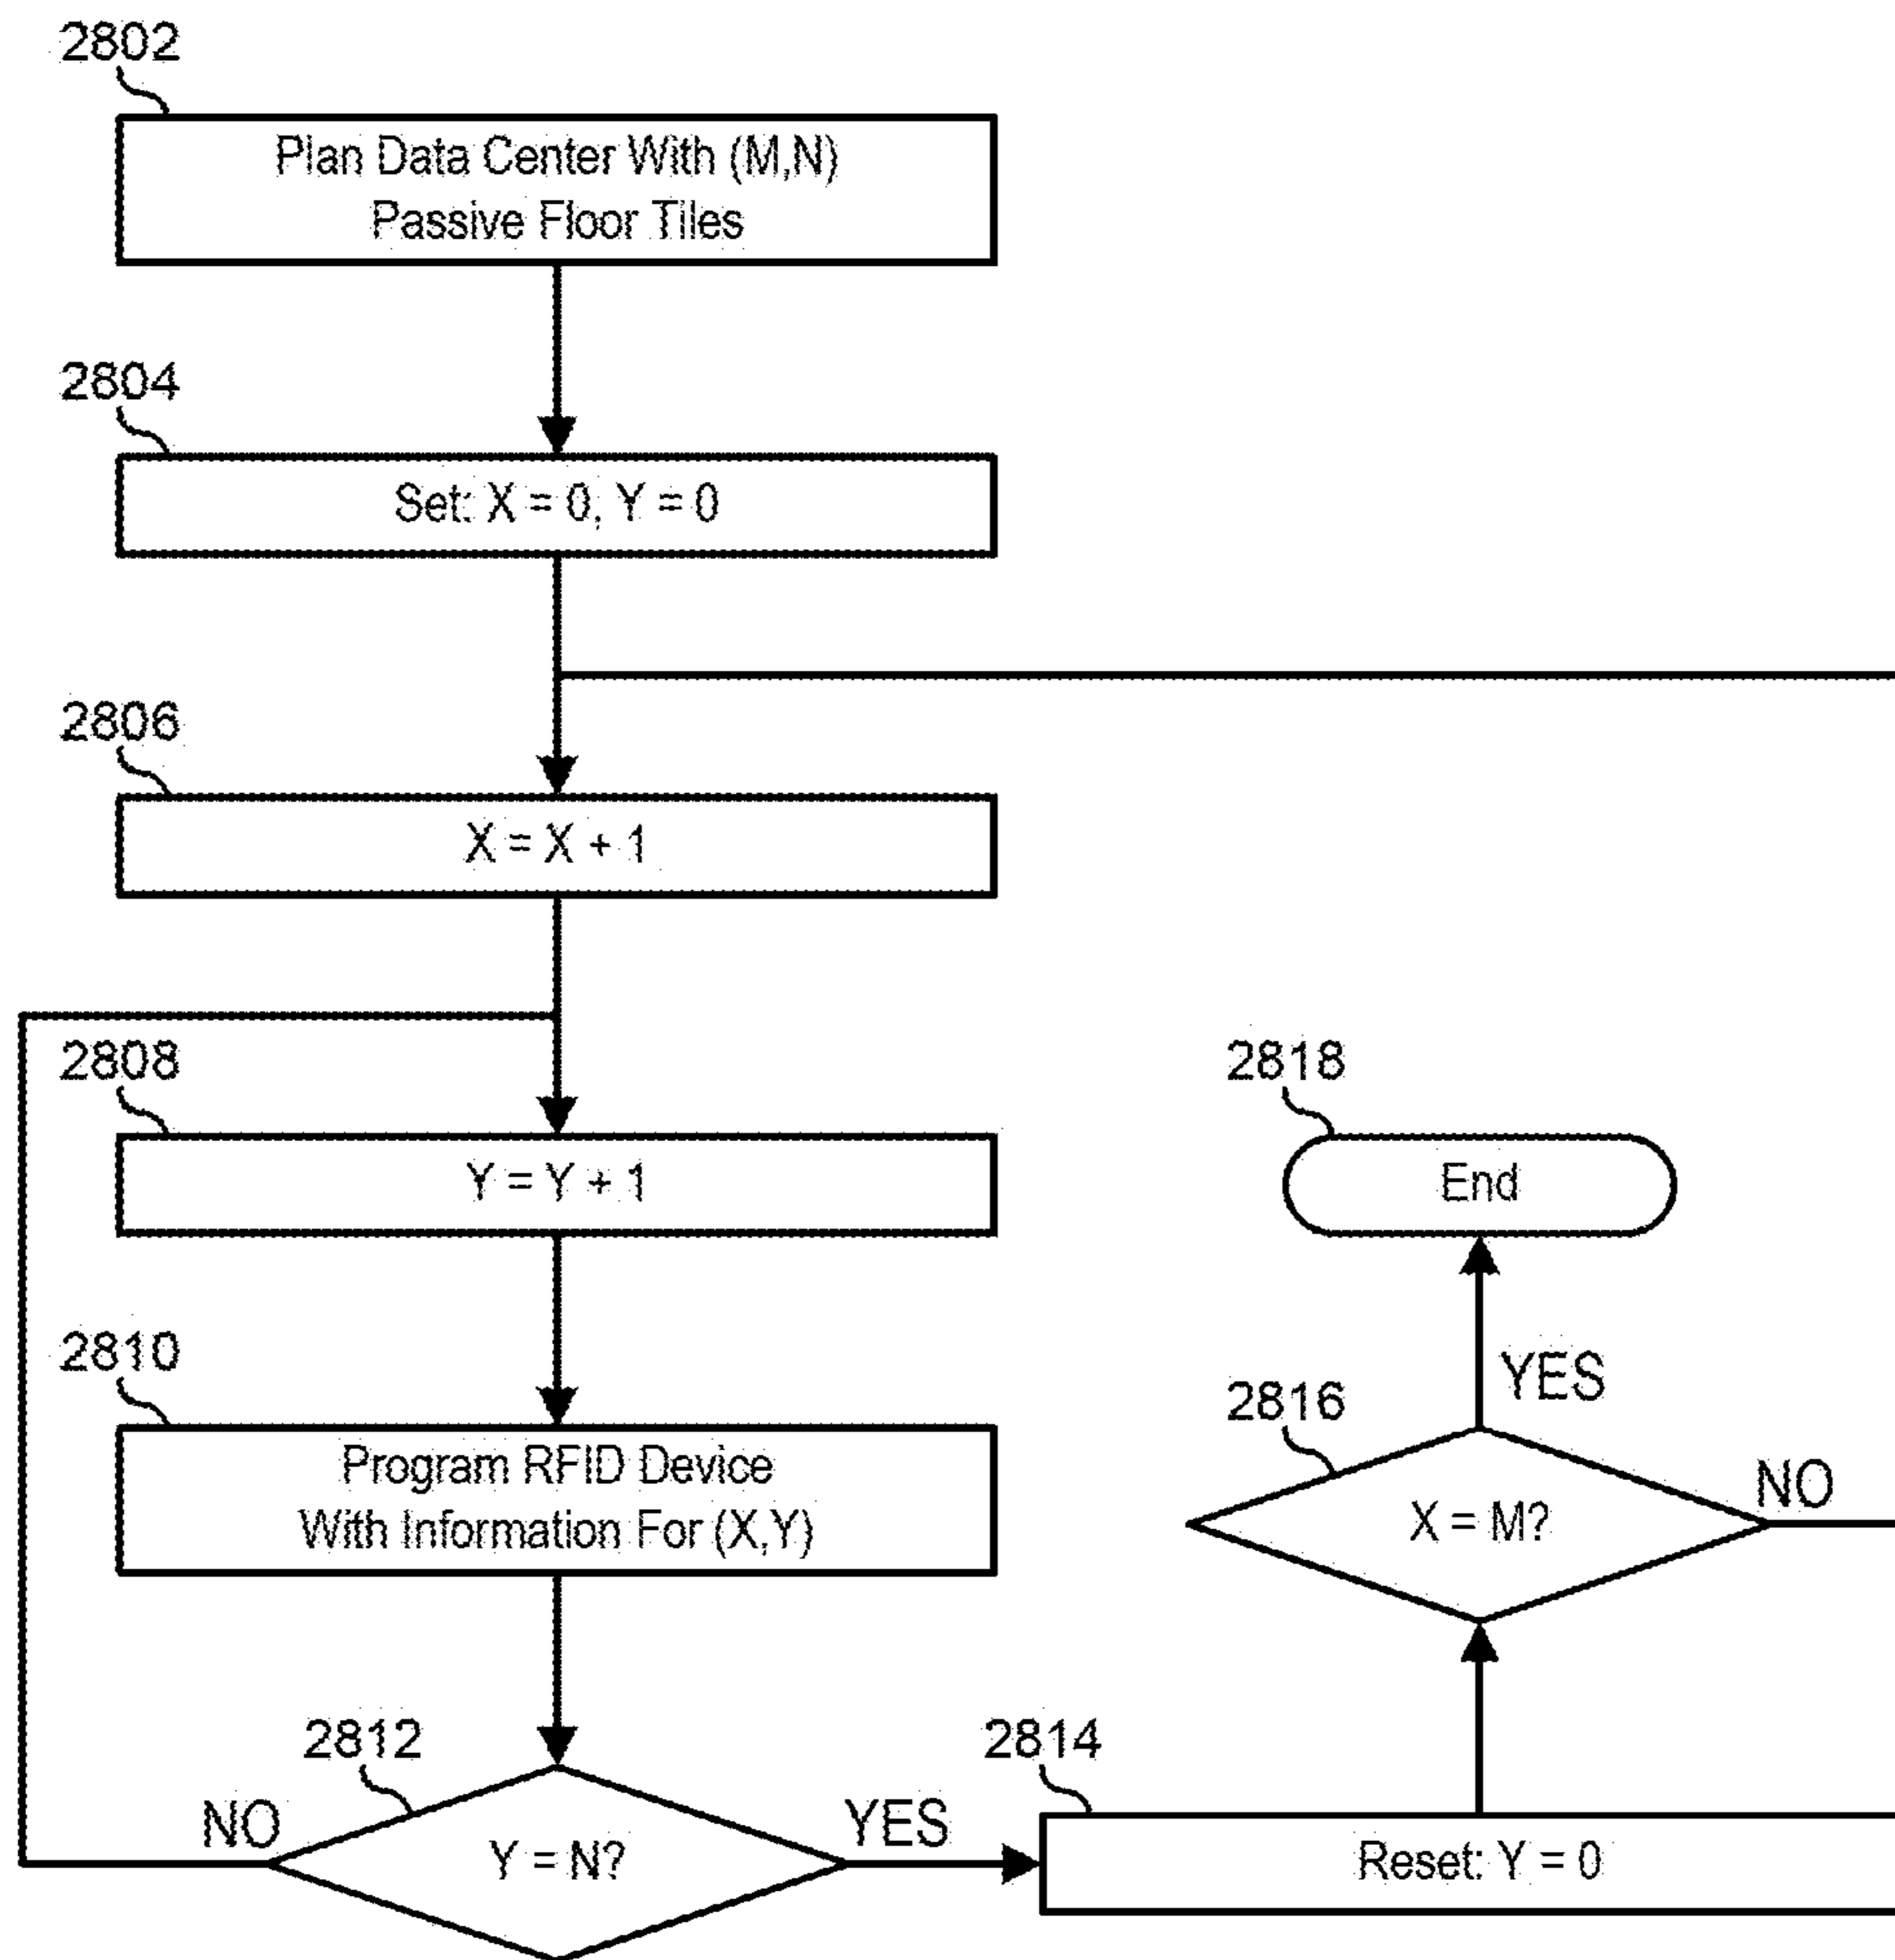 2802
Plan Data Center With (M,N)
Passive Floor Tiles
2804
Set: X = 0, Y = 0
2806
X = X + 1
2808
Y = Y + 1
2810
Program RFID Device
With Information For (X,Y)
2812
NO
Y = N?
YES
2814
Reset: Y = 0
2816
X = M?
NO
YES
2818
End